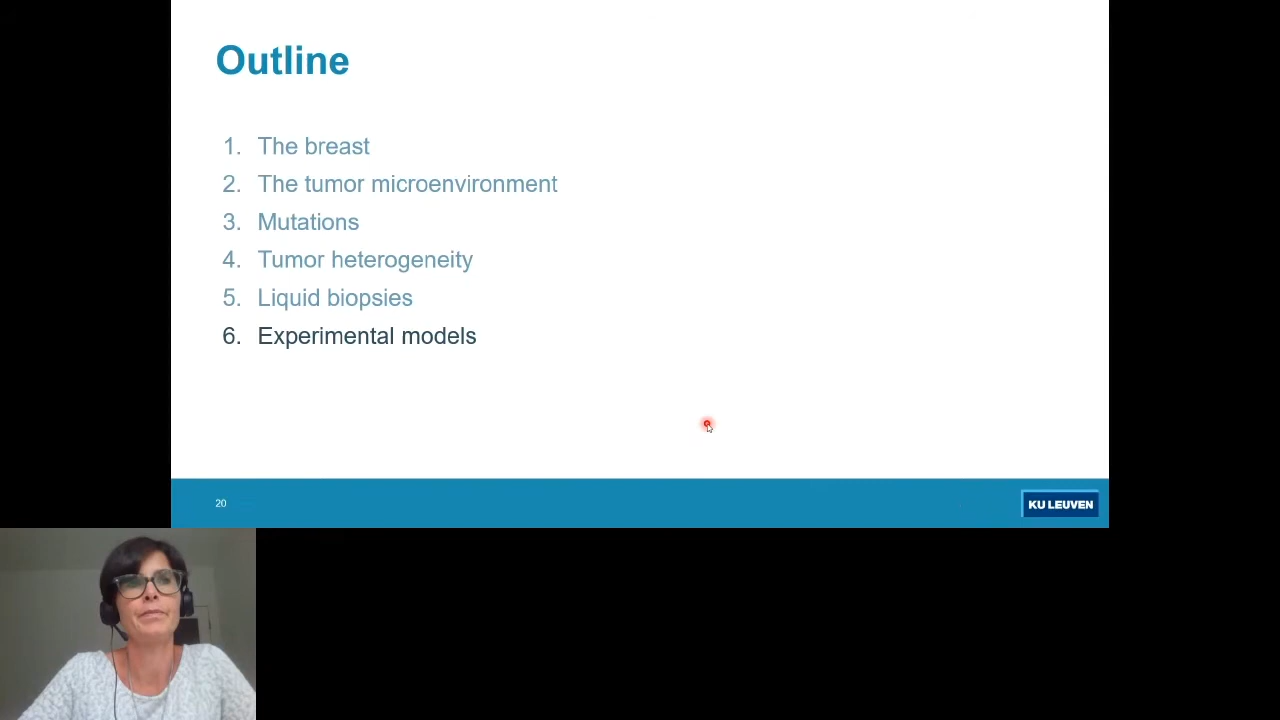 Outline
1. The breast
2. The tumor microenvironment
3. Mutations
4. Tumor heterogeneity
5. Liquid biopsies
6. Experimental models
20
KU LEUVEN